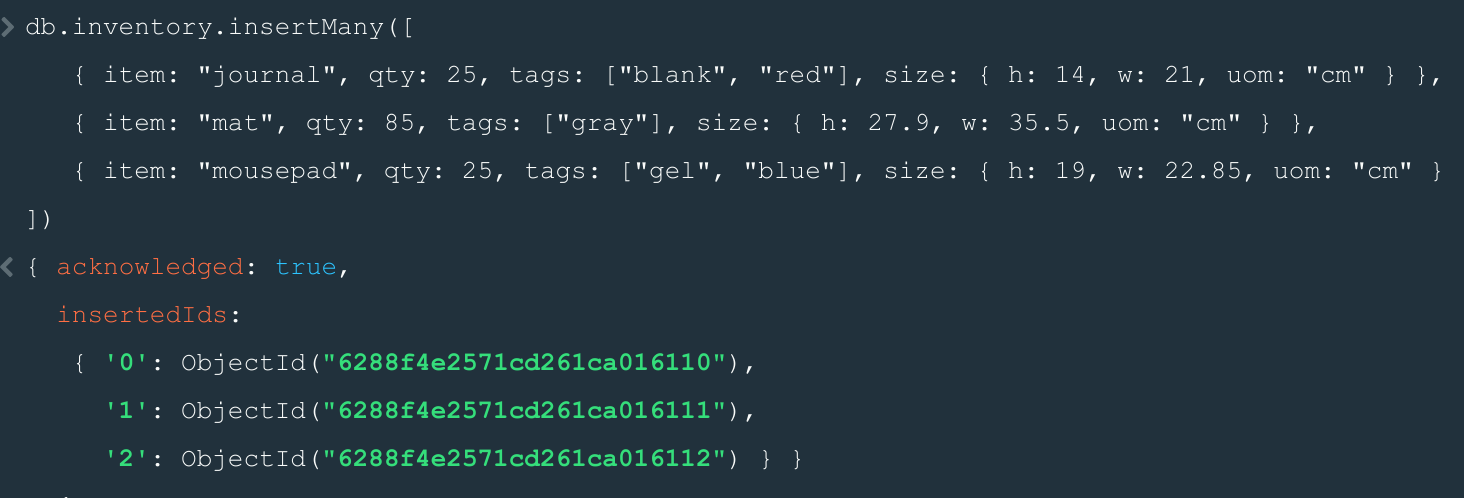 > db.inventory.insertMany([
{ item: "journal", qty: 25, tags: ["blank", "red"], size: { h: 14, w: 21, uom: "cm" } },
{ item: "mat", qty: 85, tags: ["gray"], size: { h: 27.9, w: 35.5, uom: "cm" } },
{ item: "mousepad", qty: 25, tags: ["gel", "blue"], size: { h: 19, w: 22.85, uom: "cm" }
])
< { acknowledged: true,
insertedIds:
{ '0': ObjectId("6288f4e2571cd261ca016110"),
'1': ObjectId("6288f4e2571cd261ca016111"),
'2': ObjectId("6288f4e2571cd261ca016112") } }